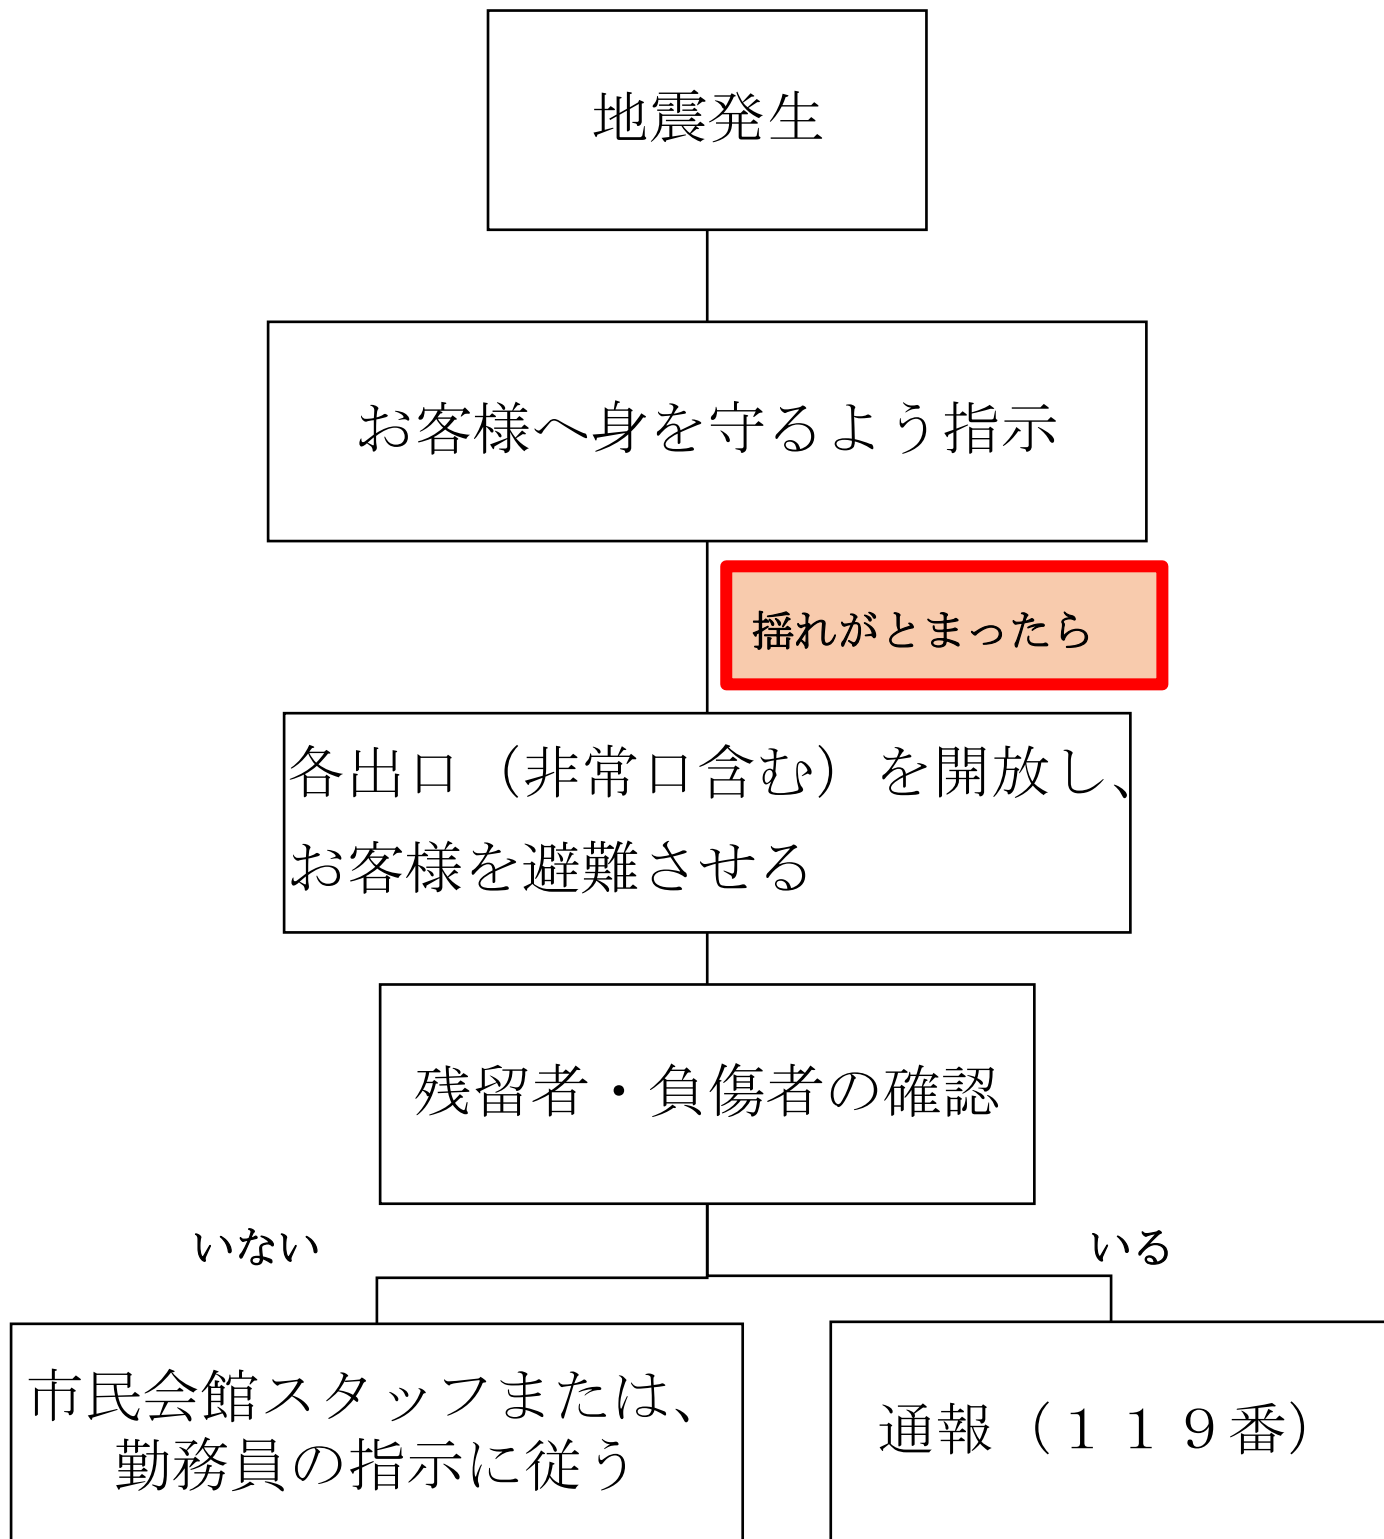 地震発生
お客様へ身を守るよう指示
揺れがとまったら
各出口（非常口含む）を開放し、
お客様を避難させる
残留者・負傷者の確認
いない
いる
市民会館スタッフまたは、
勤務員の指示に従う
通報（１１９番）